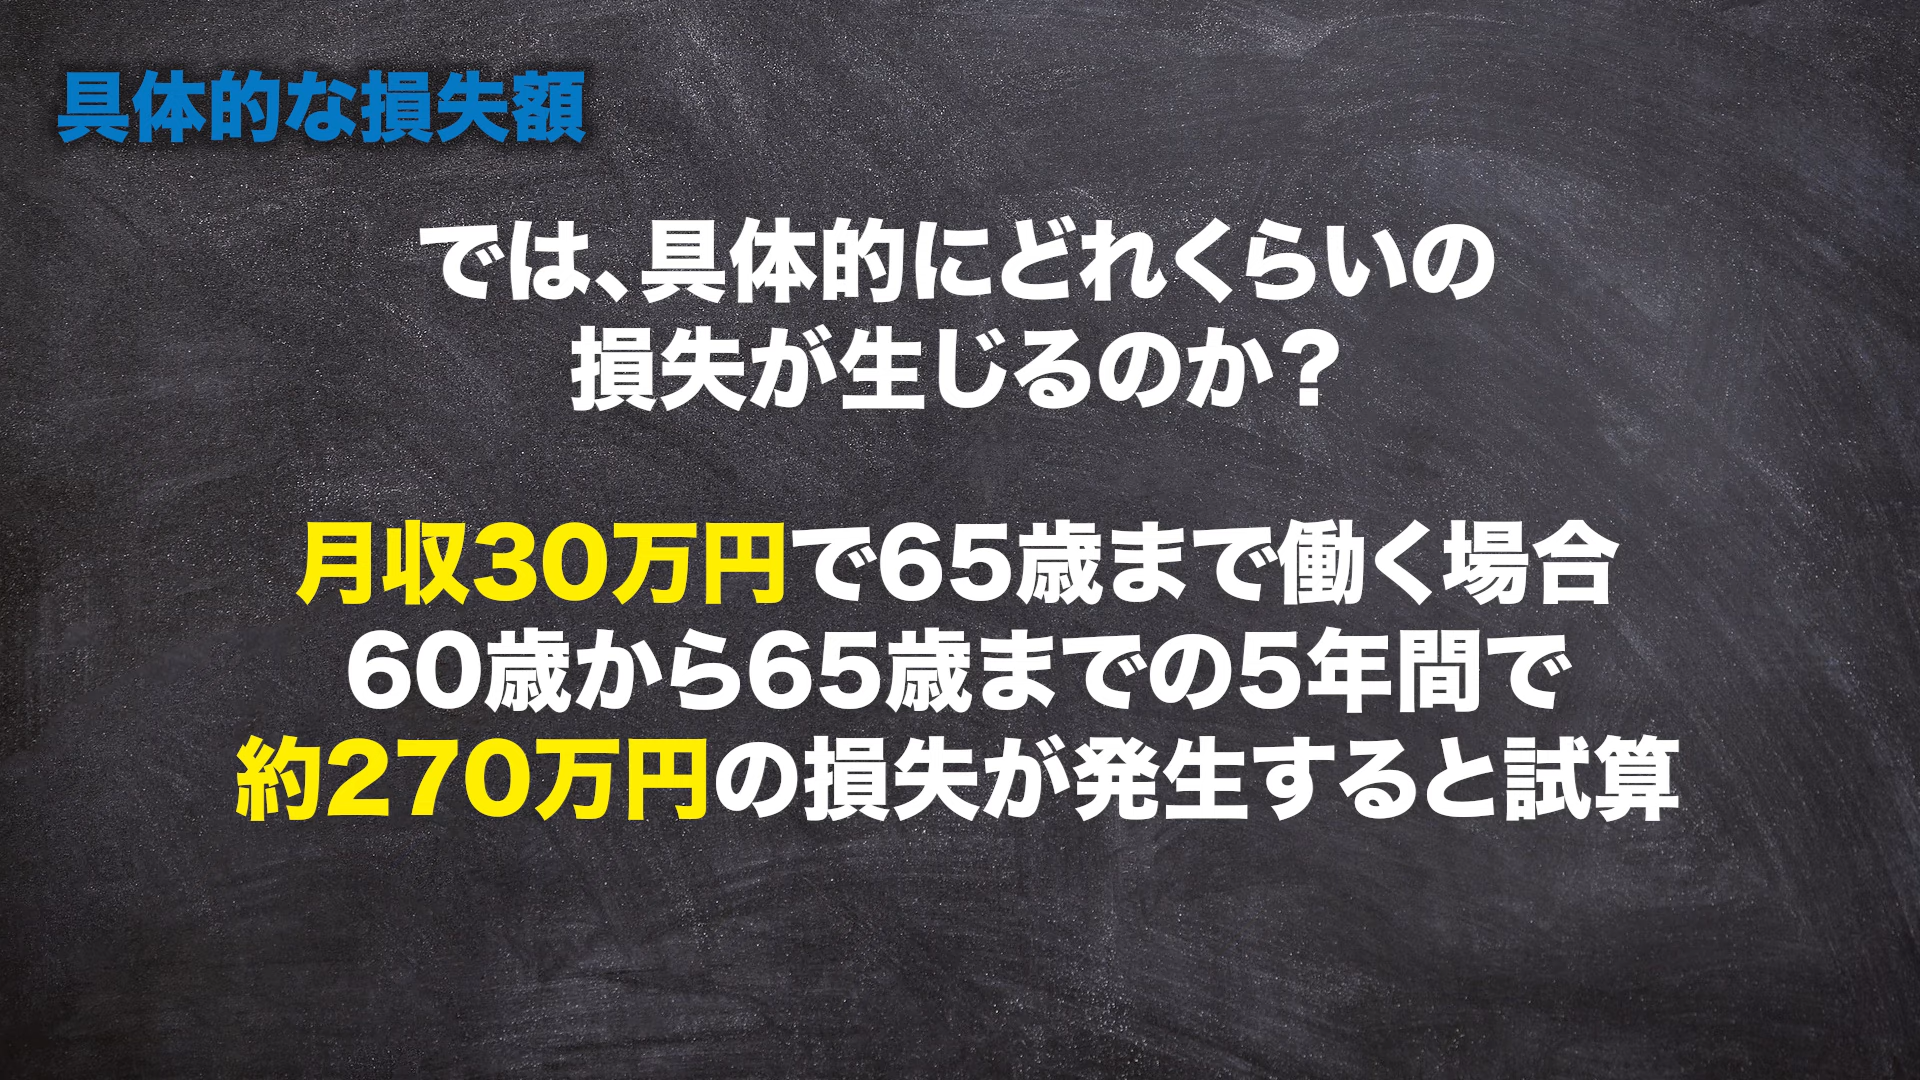 具体的な損失額
では、具体的にどれくらいの
損失が生じるのか？
月収30万円で65歳まで働く場合
60歳から65歳までの5年間で
約270万円の損失が発生すると試算